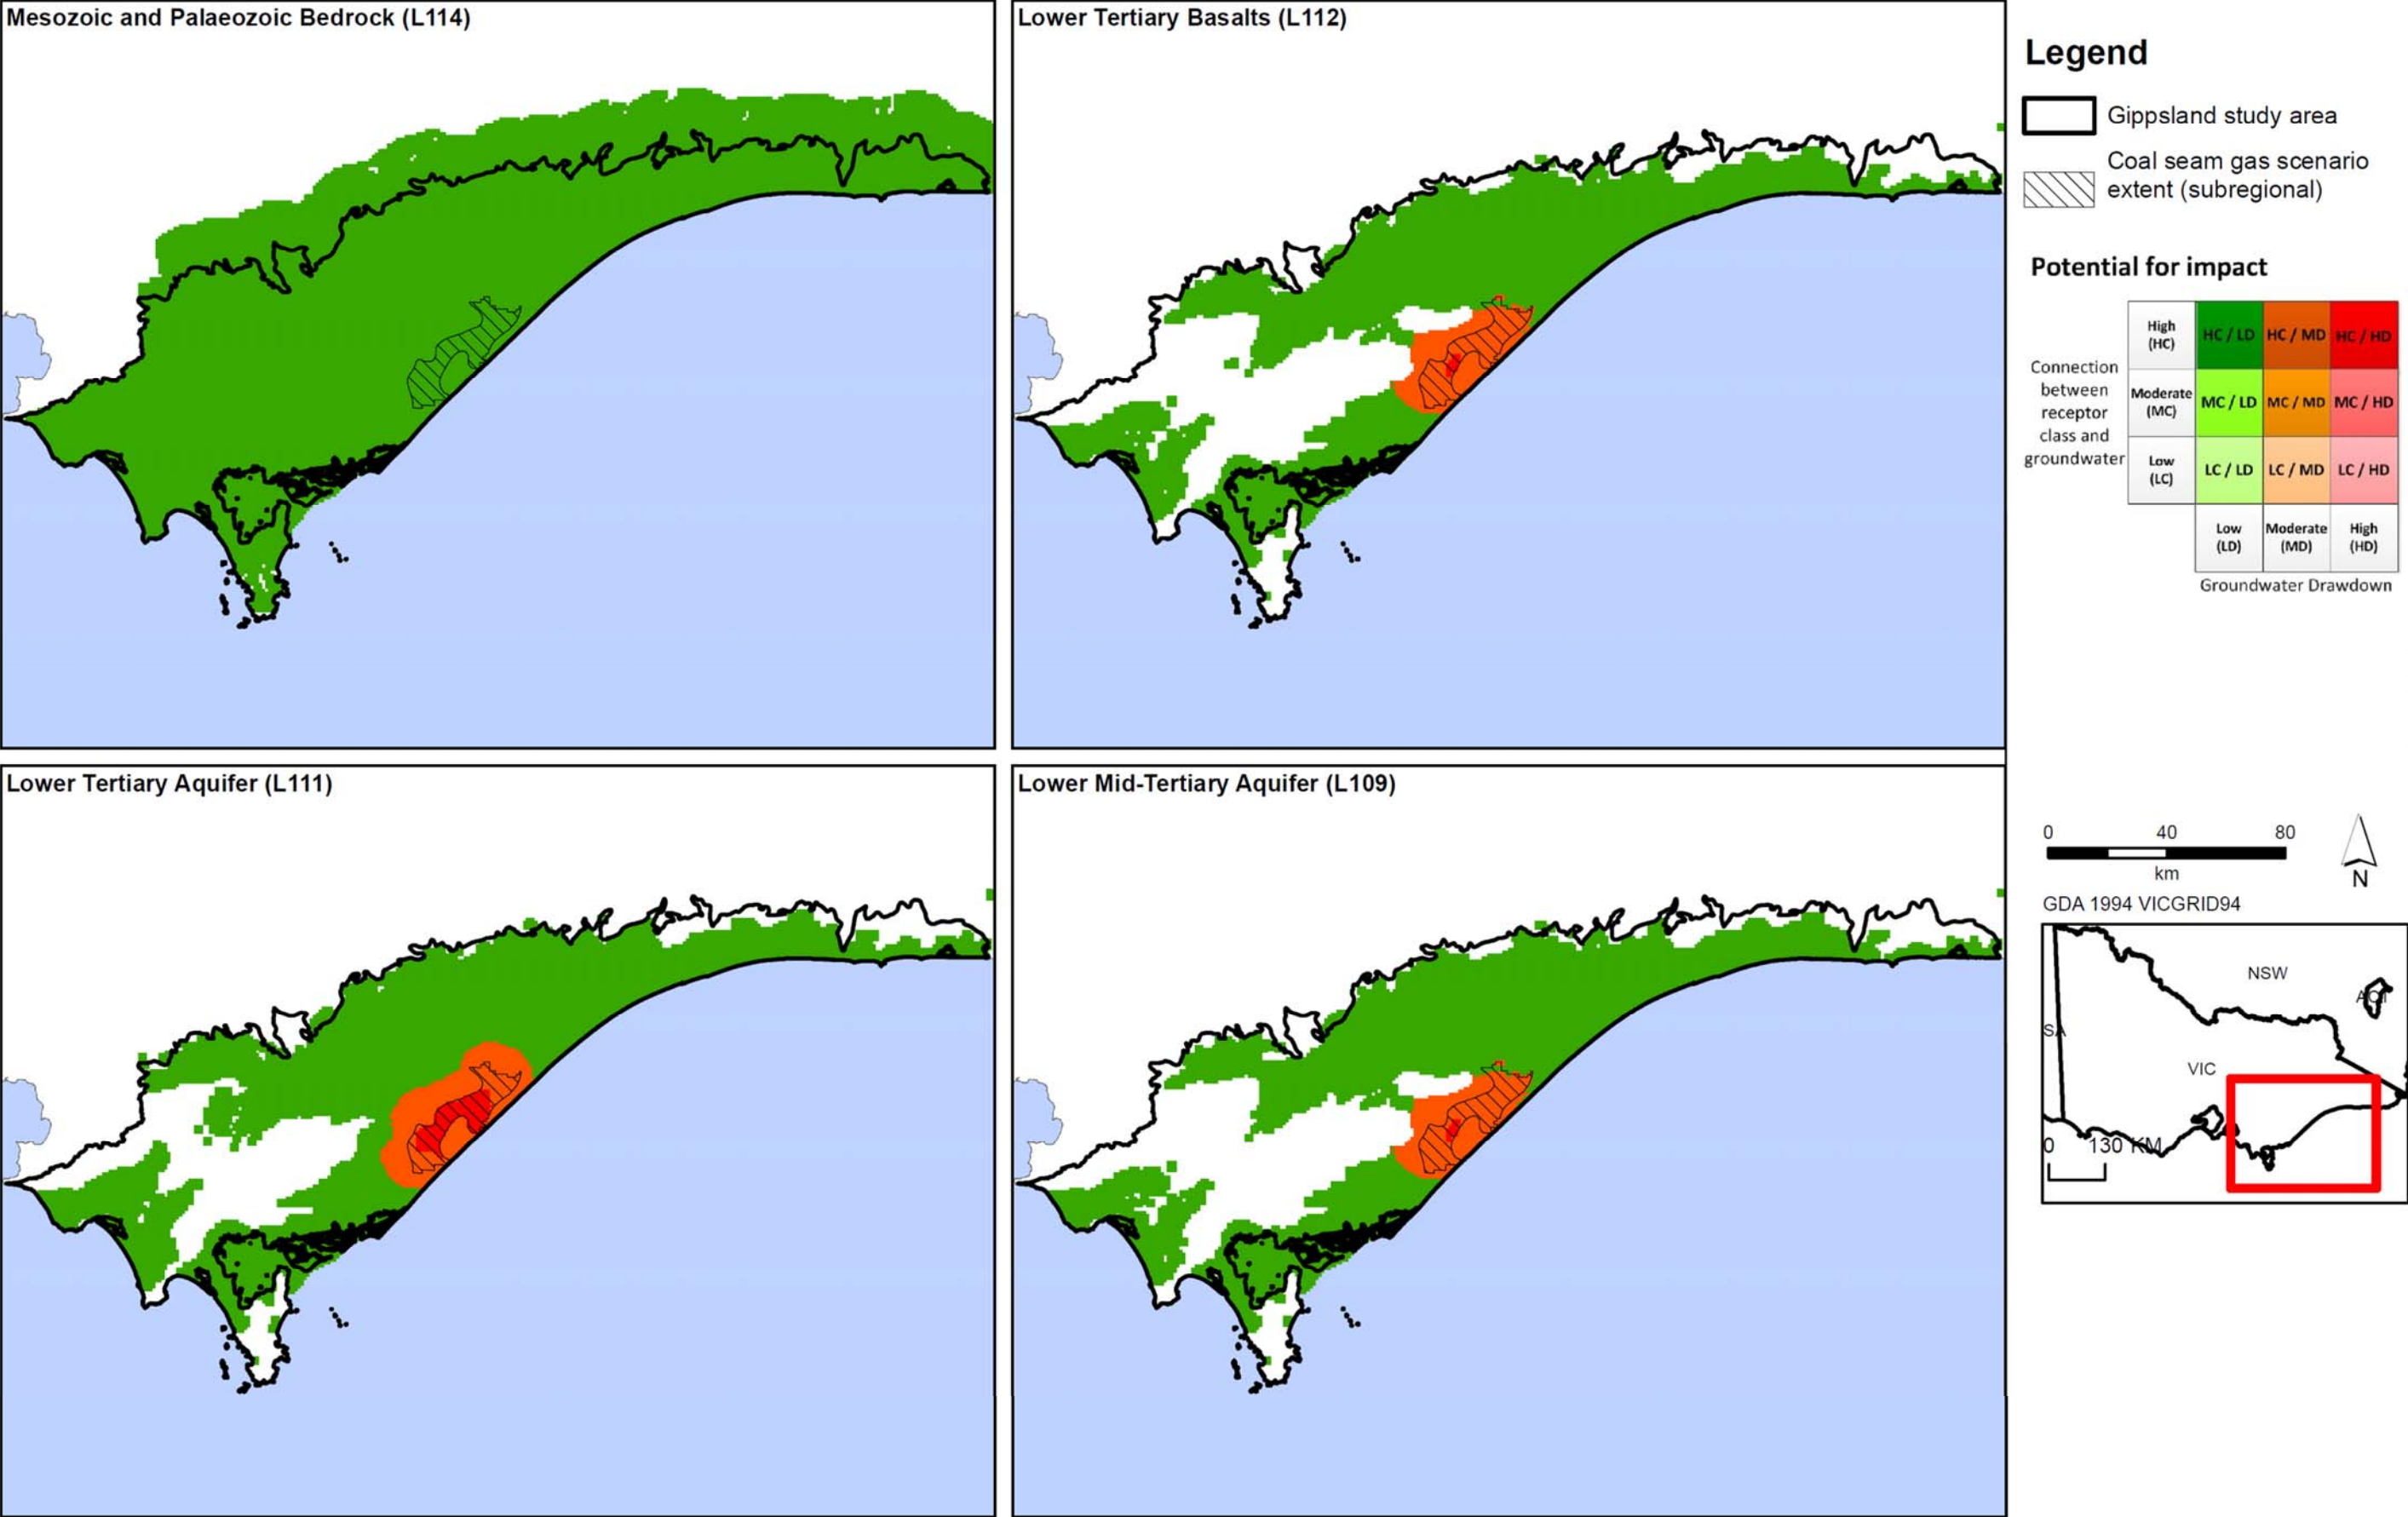 Mesozoic and Palaeozoic Bedrock (L114)
Lower Tertiary Basalts (L112)
Lower Tertiary Aquifer (L111)
Lower Mid-Tertiary Aquifer (L109)
Legend
Gippsland study area
Coal seam gas scenario
extent (subregional)
Potential for impact
Connection
between
receptor
class and
groundwater
High
(HC)
HC / LD HC / MD HC / HD
Moderate
(MC)
MC / LD MC / MD MC / HD
Low
(LC)
LC / LD LC / MD LC / HD
Low
(LD)
Moderate
(MD)
High
(HD)
Groundwater Drawdown
0 40 80
km
N
GDA 1994 VICGRID94
NSW
ACT
SA
VIC
0 130 KM